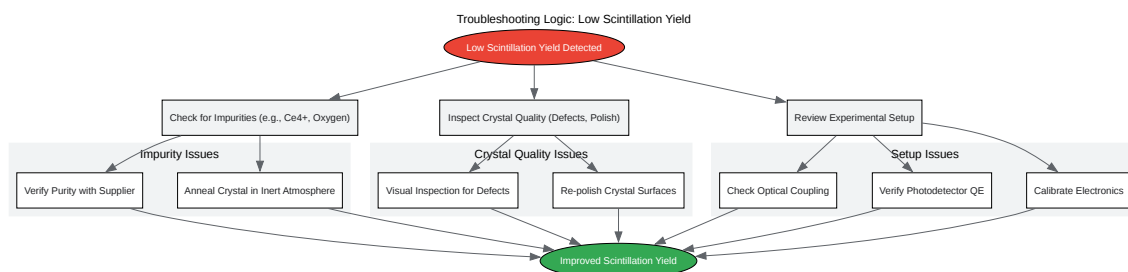 Troubleshooting Logic: Low Scintillation Yield
Low Scintillation Yield Detected
Check for Impurities (e.g., Ce4+, Oxygen)
Inspect Crystal Quality (Defects, Polish)
Review Experimental Setup
Impurity Issues
Crystal Quality Issues
Setup Issues
Verify Purity with Supplier
Anneal Crystal in Inert Atmosphere
Visual Inspection for Defects
Re-polish Crystal Surfaces
Check Optical Coupling
Verify Photodetector QE
Calibrate Electronics
Improved Scintillation Yield